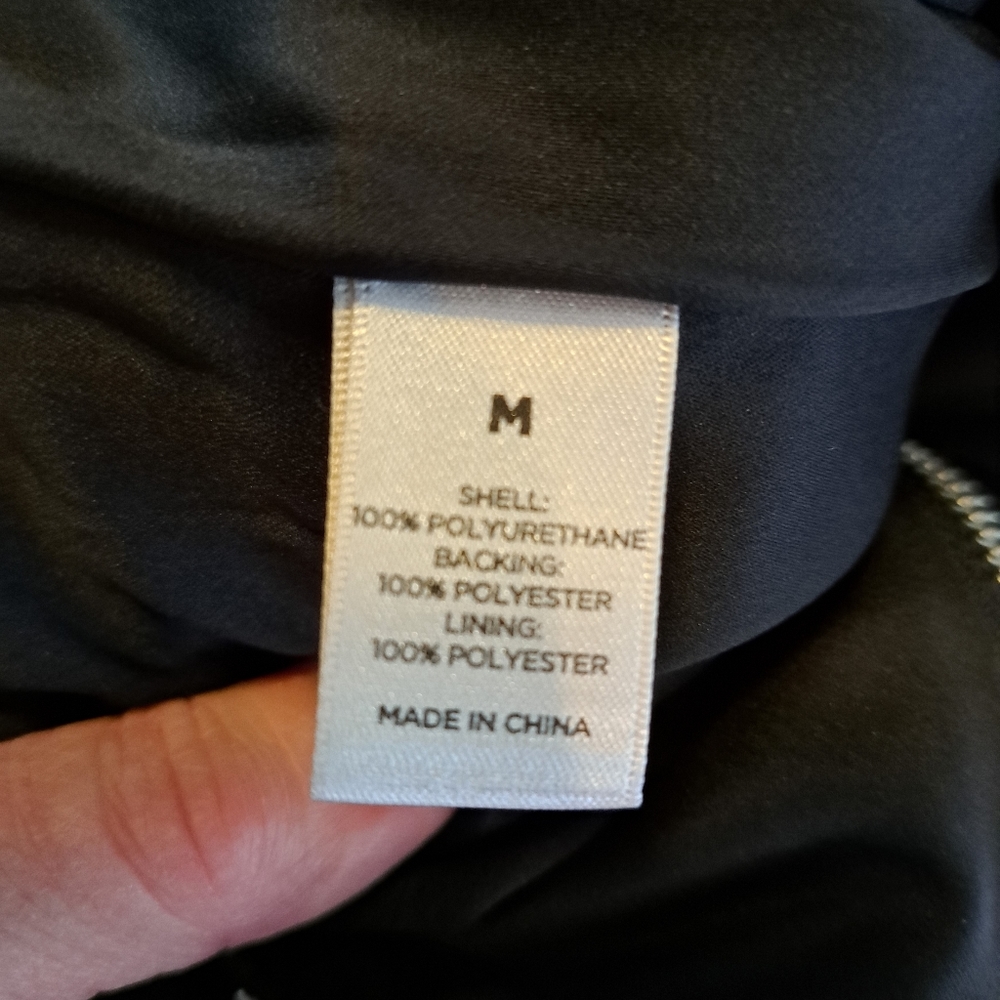 M
SHELL:
100% POLYURETHANE
BACKING:
100% POLYESTER
LINING:
100% POLYESTER
MADE IN CHINA